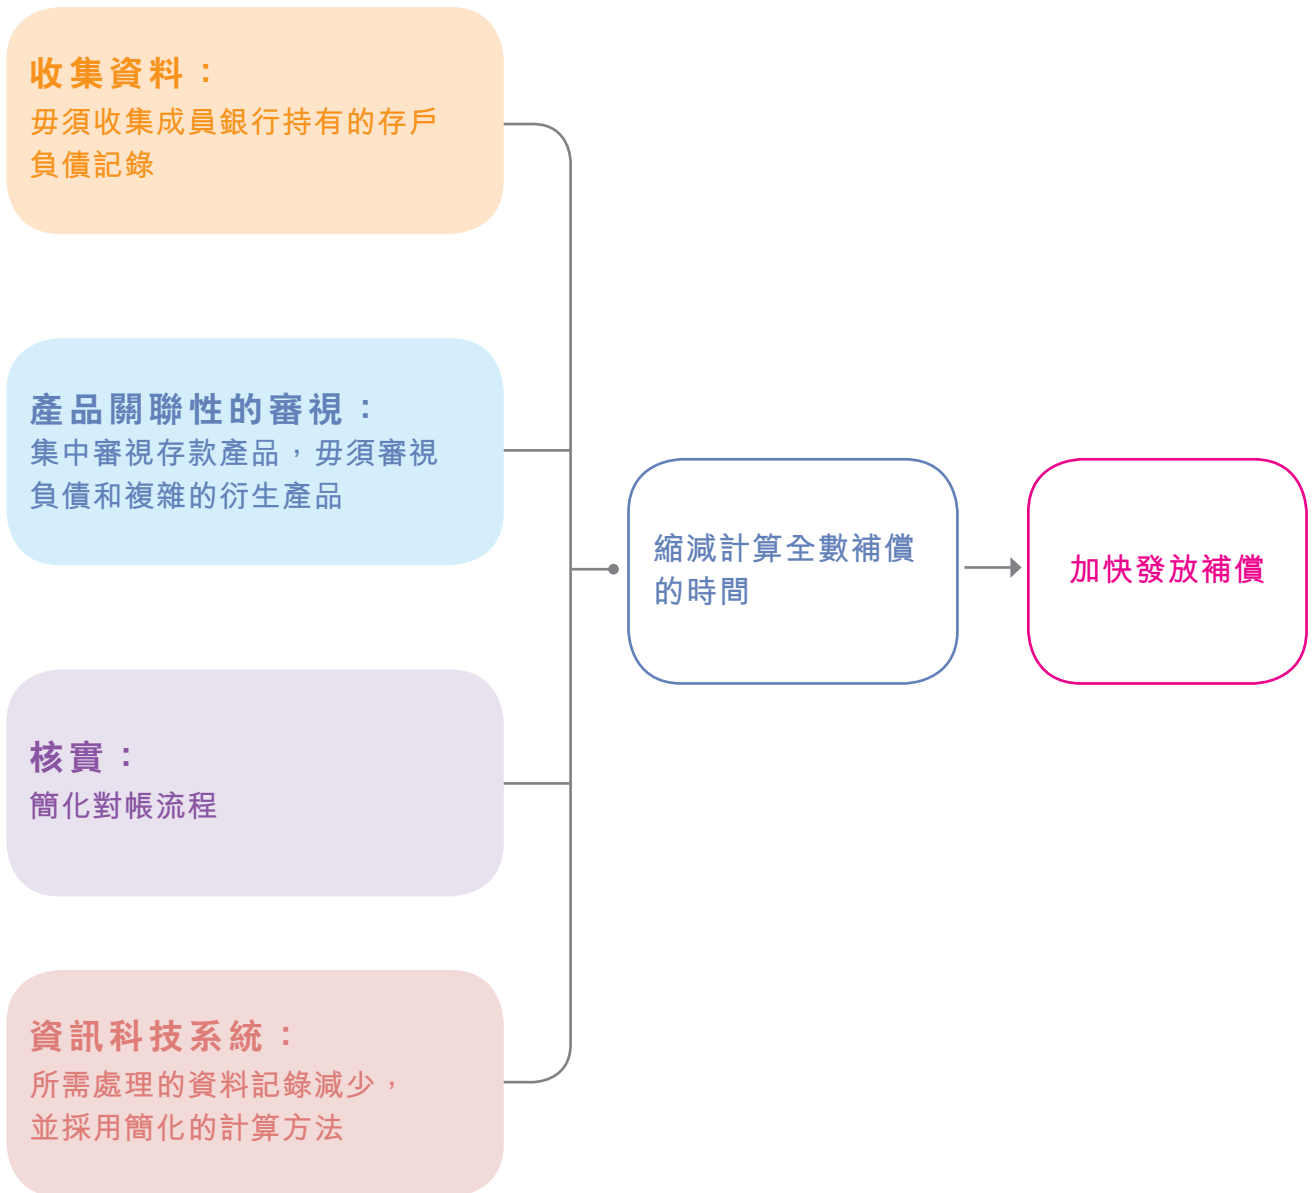 收集資料：
毋須收集成員銀行持有的存戶
負債記錄
產品關聯性的審視：
集中審視存款產品，毋須審視
負債和複雜的衍生產品
核實：
簡化對帳流程
資訊科技系統：
所需處理的資料記錄減少，
並採用簡化的計算方法
縮減計算全數補償
的時間
加快發放補償